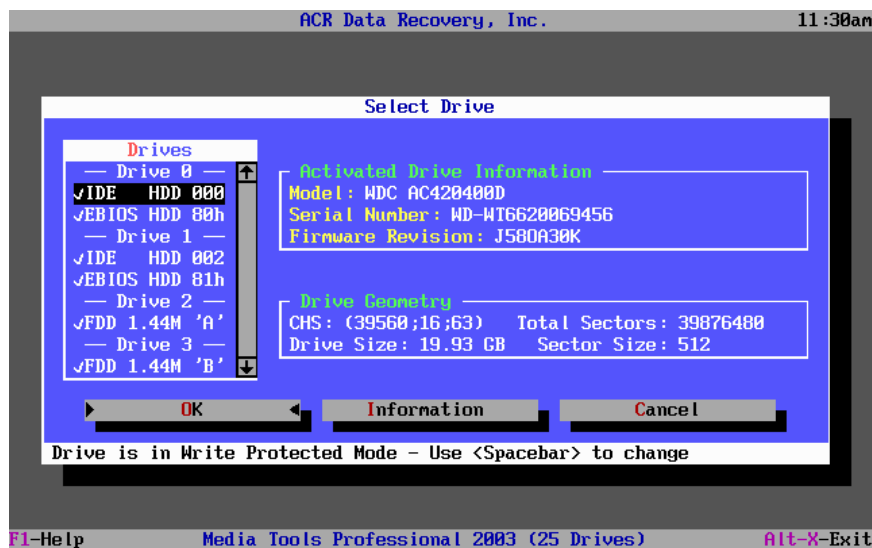 ACR Data Recovery, Inc. 11:30am
Select Drive
Drives
Drive 0
√IDE HDD 000
√EBIOS HDD 80h
Drive 1
√IDE HDD 002
√EBIOS HDD 81h
Drive 2
√FDD 1.44M 'A'
Drive 3
√FDD 1.44M 'B'
Activated Drive Information
Model: WDC AC420400D
Serial Number: WD-WT6620069456
Firmware Revision: J58OA30K
Drive Geometry
CHS: (39560;16;63) Total Sectors: 39876480
Drive Size: 19.93 GB Sector Size: 512
OK Information Cancel
Drive is in Write Protected Mode - Use <Spacebar> to change
F1-Help Media Tools Professional 2003 (25 Drives) Alt-X-Exit